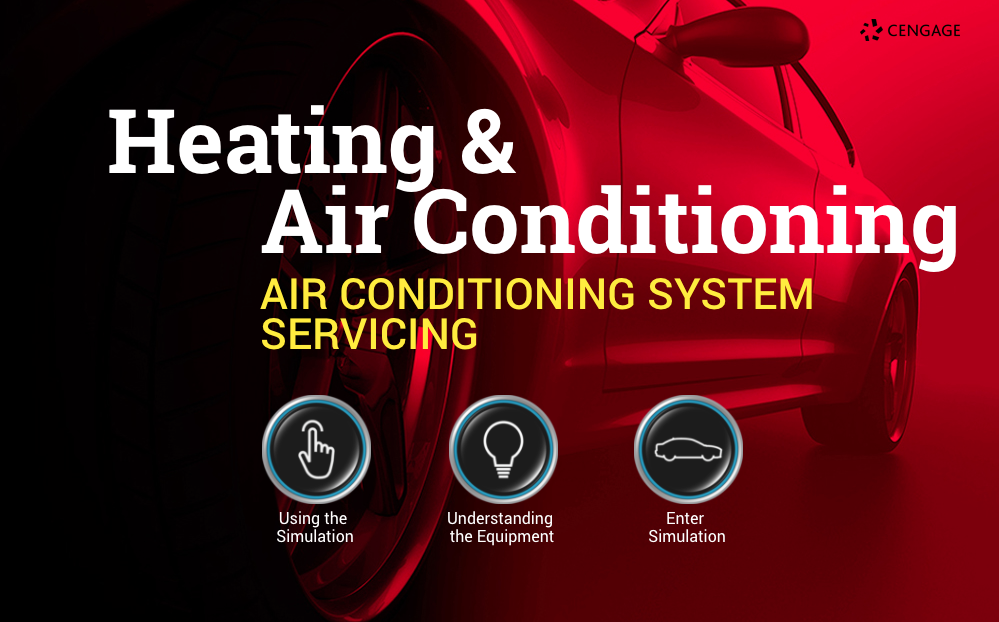 CENGAGE
Heating &
Air Conditioning
AIR CONDITIONING SYSTEM
SERVICING
Using the
Simulation
Understanding
the Equipment
Enter
Simulation